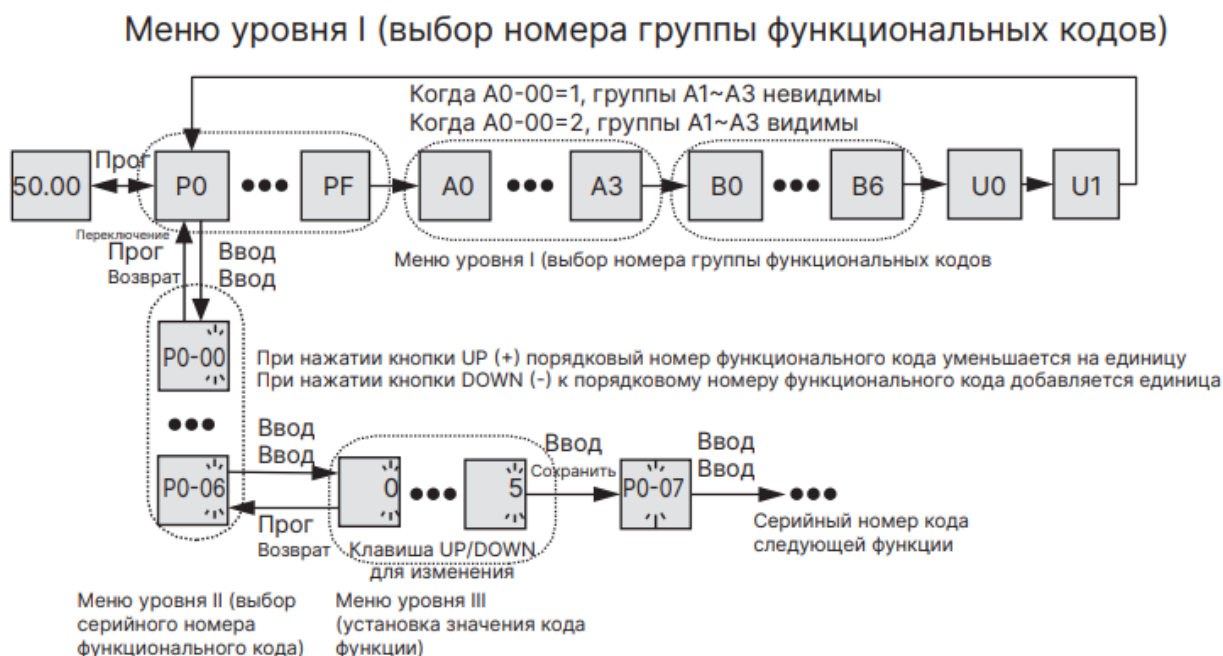 Меню уровня I (выбор номера группы функциональных кодов)
Когда A0-00=1, группы A1~A3 невидимы
Когда A0-00=2, группы A1~A3 видимы
50.00
Прог
P0
PF
A0
A3
B0
B6
U0
U1
Переключение
Прог
Возврат
Ввод
Ввод
Меню уровня I (выбор номера группы функциональных кодов
P0-00
При нажатии кнопки UP (+) порядковый номер функционального кода уменьшается на единицу
При нажатии кнопки DOWN (-) к порядковому номеру функционального кода добавляется единица
Ввод
Ввод
P0-06
Прог
Возврат
0
5
Клавиша UP/DOWN
для изменения
Ввод
Сохранить
P0-07
Ввод
Ввод
Серийный номер кода
следующей функции
Меню уровня II (выбор
серийного номера
функционального кода)
Меню уровня III
(установка значения кода
функции)